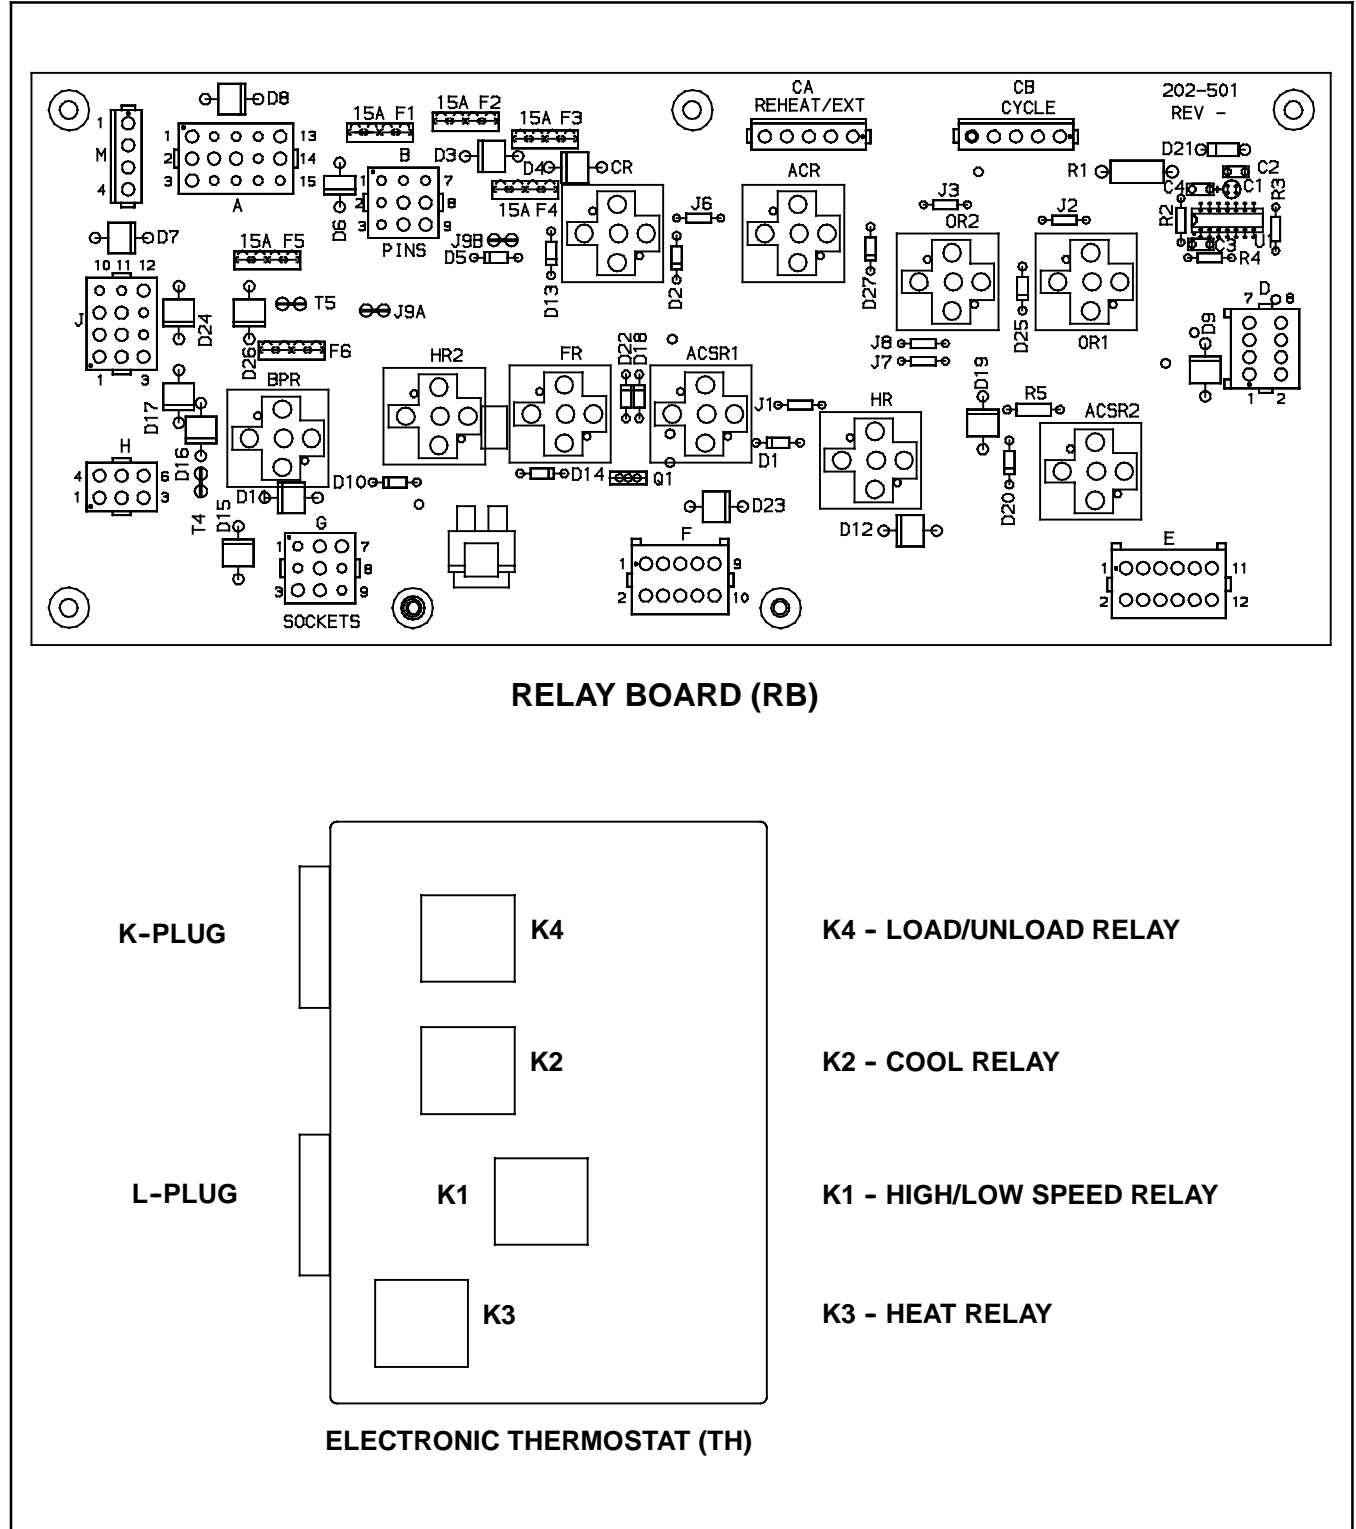 D8
CA
REHEAT/EXT
CB
CYCLE
202-501
REV -
15A F1
15A F2
15A F3
1
M
4
1
2
3
13
14
15
A
D6
B
1
2
3
7
8
9
PINS
D3
D4
CR
15A F4
ACR
R1
D21
C2
C4
C1
R3
R2
U1
C3
R4
J6
J3
OR2
J2
D7
15A F5
J9B
D5
D13
D2
D27
D25
OR1
10 11 12
J
1
3
D24
D26
T5
J9A
F6
J8
J7
D
7
8
1
2
D9
BPR
HR2
FR
D22
D18
ACSR1
J1
D1
HR
D19
R5
ACSR2
D17
D16
H
4
1
6
3
T4
D15
D11
D10
D14
Q1
D23
D12
D20
G
1
3
7
8
9
SOCKETS
F
1
2
9
10
E
1
2
11
12
RELAY BOARD (RB)
K-PLUG
K4
K4 - LOAD/UNLOAD RELAY
K2
K2 - COOL RELAY
L-PLUG
K1
K1 - HIGH/LOW SPEED RELAY
K3
K3 - HEAT RELAY
ELECTRONIC THERMOSTAT (TH)